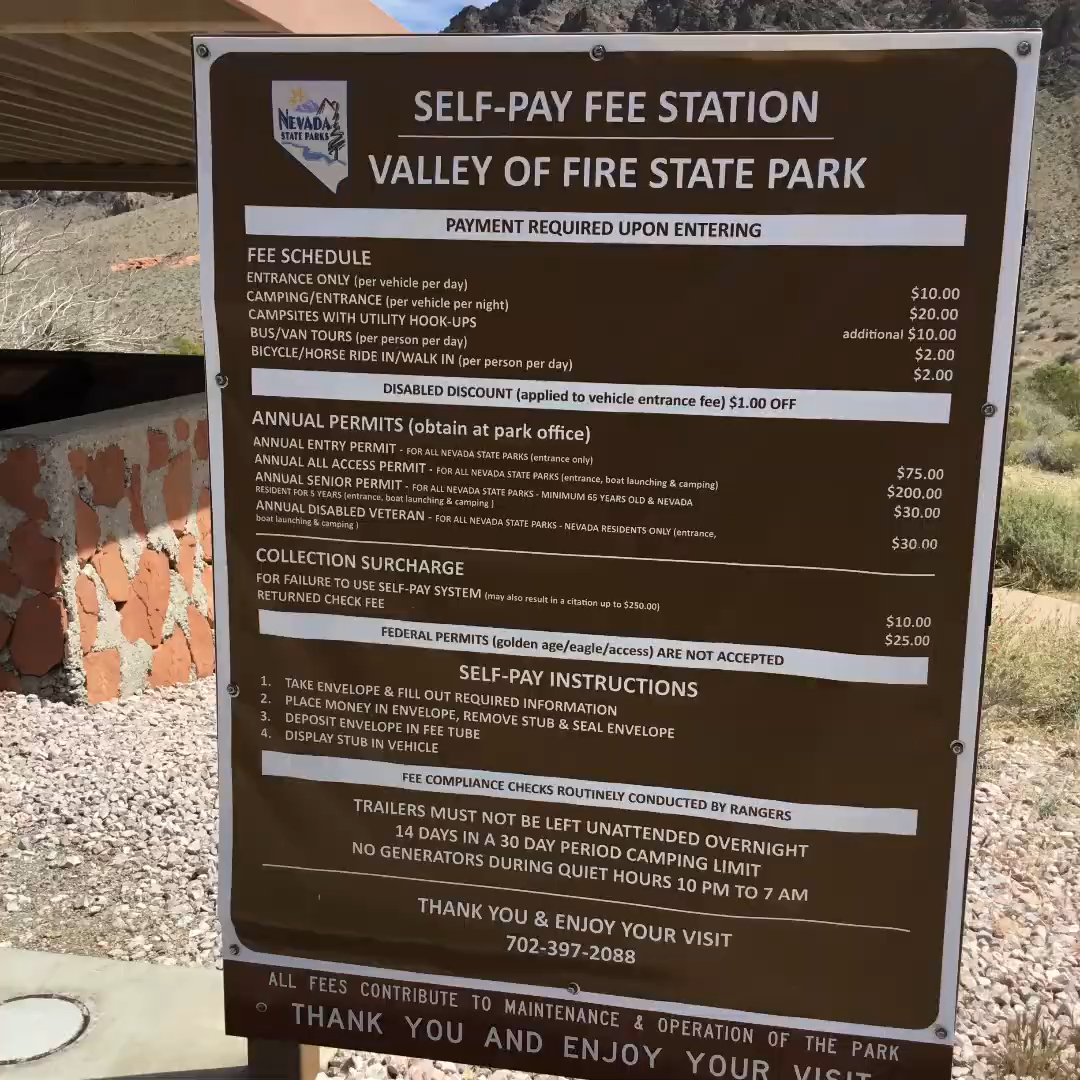 NEVADA
STATE PARKS
SELF-PAY FEE STATION
VALLEY OF FIRE STATE PARK
PAYMENT REQUIRED UPON ENTERING
FEE SCHEDULE
ENTRANCE ONLY (per vehicle per day) $10.00
CAMPING/ENTRANCE (per vehicle per night) $20.00
CAMPSITES WITH UTILITY HOOK-UPS additional $10.00
BUS/VAN TOURS (per person per day) $2.00
BICYCLE/HORSE RIDE IN/WALK IN (per person per day) $2.00
DISABLED DISCOUNT (applied to vehicle entrance fee) $1.00 OFF
ANNUAL PERMITS (obtain at park office)
ANNUAL ENTRY PERMIT - FOR ALL NEVADA STATE PARKS (entrance only) $75.00
ANNUAL ALL ACCESS PERMIT - FOR ALL NEVADA STATE PARKS (entrance, boat launching & camping) $200.00
ANNUAL SENIOR PERMIT - FOR ALL NEVADA STATE PARKS - MINIMUM 65 YEARS OLD & NEVADA $30.00
RESIDENT FOR 5 YEARS (entrance, boat launching & camping )
ANNUAL DISABLED VETERAN - FOR ALL NEVADA STATE PARKS - NEVADA RESIDENTS ONLY (entrance, $30.00
boat launching & camping )
COLLECTION SURCHARGE
FOR FAILURE TO USE SELF-PAY SYSTEM (may also result in a citation up to $250.00) $10.00
RETURNED CHECK FEE $25.00
FEDERAL PERMITS (golden age/eagle/access) ARE NOT ACCEPTED
SELF-PAY INSTRUCTIONS
1. TAKE ENVELOPE & FILL OUT REQUIRED INFORMATION
2. PLACE MONEY IN ENVELOPE, REMOVE STUB & SEAL ENVELOPE
3. DEPOSIT ENVELOPE IN FEE TUBE
4. DISPLAY STUB IN VEHICLE
FEE COMPLIANCE CHECKS ROUTINELY CONDUCTED BY RANGERS
TRAILERS MUST NOT BE LEFT UNATTENDED OVERNIGHT
14 DAYS IN A 30 DAY PERIOD CAMPING LIMIT
NO GENERATORS DURING QUIET HOURS 10 PM TO 7 AM
THANK YOU & ENJOY YOUR VISIT
702-397-2088
ALL FEES CONTRIBUTE TO MAINTENANCE & OPERATION OF THE PARK
THANK YOU AND ENJOY YOUR VISIT